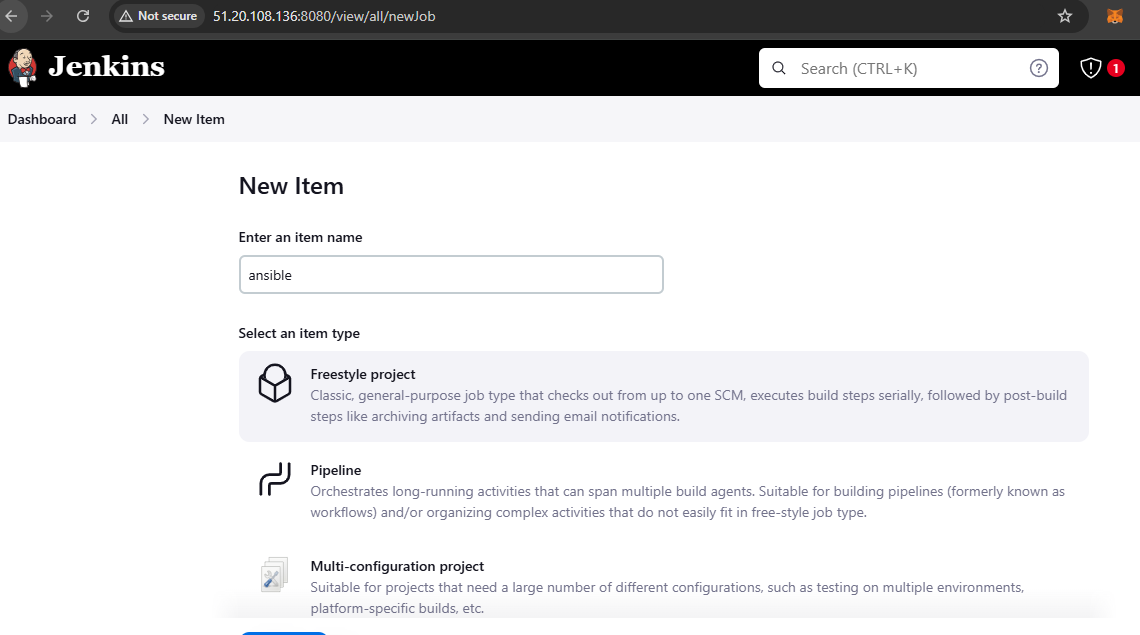 Not secure 51.20.108.136:8080/view/all/newJob
Jenkins
Search (CTRL+K) ?
! 1
Dashboard > All > New Item
New Item
Enter an item name
ansible
Select an item type
Freestyle project
Classic, general-purpose job type that checks out from up to one SCM, executes build steps serially, followed by post-build
steps like archiving artifacts and sending email notifications.
Pipeline
Orchestrates long-running activities that can span multiple build agents. Suitable for building pipelines (formerly known as
workflows) and/or organizing complex activities that do not easily fit in free-style job type.
Multi-configuration project
Suitable for projects that need a large number of different configurations, such as testing on multiple environments,
platform-specific builds, etc.